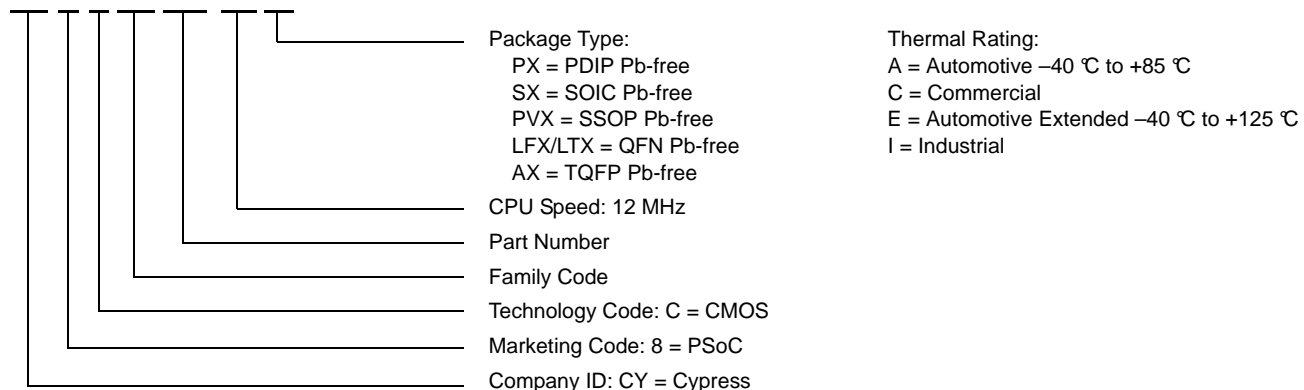 Package Type:
PX = PDIP Pb-free
SX = SOIC Pb-free
PVX = SSOP Pb-free
LFX/LTX = QFN Pb-free
AX = TQFP Pb-free
Thermal Rating:
A = Automotive –40 °C to +85 °C
C = Commercial
E = Automotive Extended –40 °C to +125 °C
I = Industrial
CPU Speed: 12 MHz
Part Number
Family Code
Technology Code: C = CMOS
Marketing Code: 8 = PSoC
Company ID: CY = Cypress